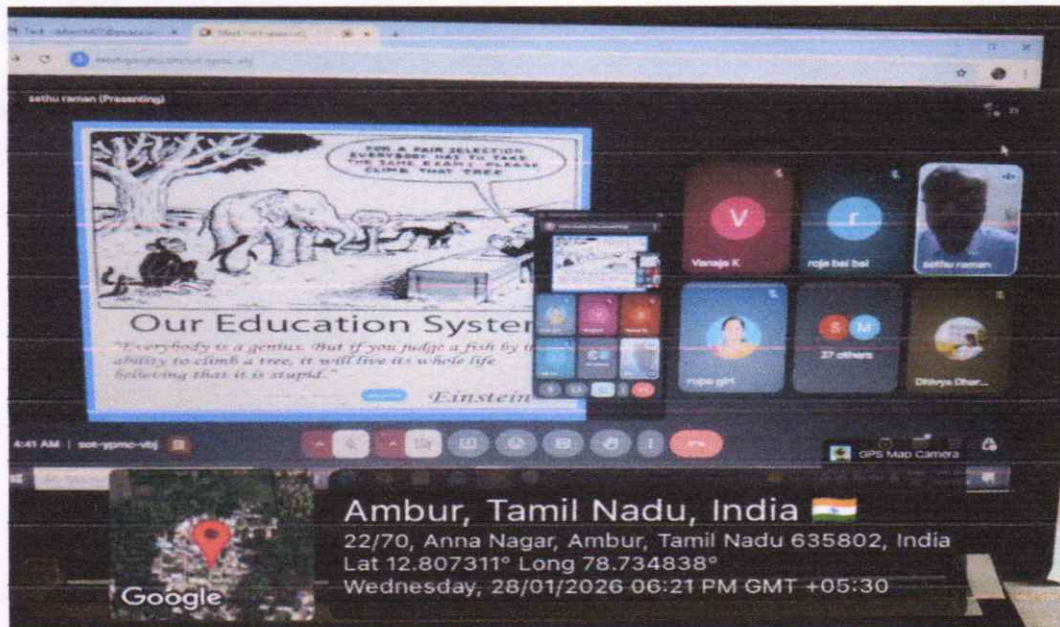 sethu raman (Presenting)
FOR A FAIR SELECTION
EVERYBODY HAS TO TAKE
THE SAME EXAM: PLEASE
CLIMB THAT TREE
Our Education System
"Everybody is a genius. But if you judge a fish by
ability to climb a tree, it will live its whole life
believing that it is stupid."
Einstein
Vanaja K
roja bai bai
sethu raman
roja giri
S M
27 others
Dhivya Dhar...
V
r
4:41 AM | sot-ypmc-vbj
GPS Map Camera
Google
Ambur, Tamil Nadu, India
22/70, Anna Nagar, Ambur, Tamil Nadu 635802, India
Lat 12.807311° Long 78.734838°
Wednesday, 28/01/2026 06:21 PM GMT +05:30